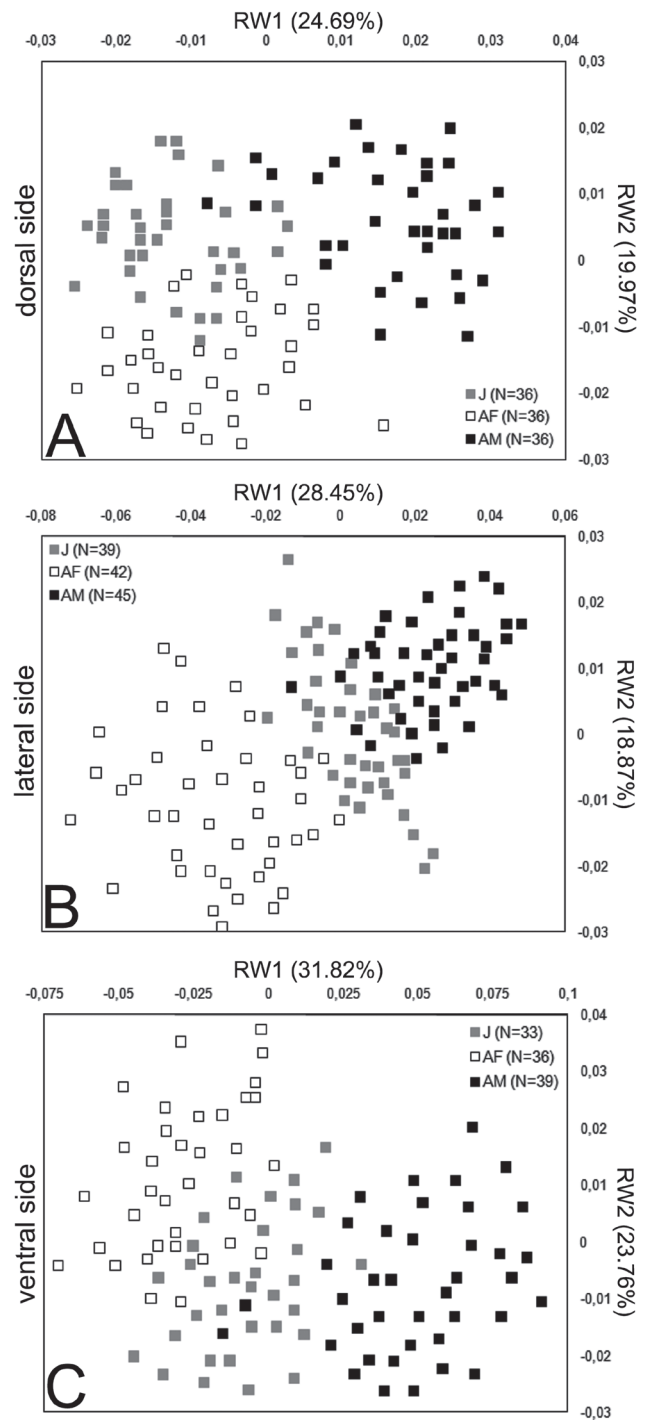 RW1 (24.69%)
-0,03 -0,02 -0,01 0 0,01 0,02 0,03 0,04
0,03
0,02
0,01
0
-0,01
-0,02
-0,03
RW2 (19.97%)
dorsal side
J (N=36)
AF (N=36)
AM (N=36)
A
RW1 (28.45%)
-0,08 -0,06 -0,04 -0,02 0 0,02 0,04 0,06
J (N=39)
AF (N=42)
AM (N=45)
0,03
0,02
0,01
0
-0,01
-0,02
-0,03
RW2 (18.87%)
lateral side
B
RW1 (31.82%)
-0,075 -0,05 -0,025 0 0,025 0,05 0,075 0,1
J (N=33)
AF (N=36)
AM (N=39)
0,04
0,03
0,02
0,01
0
-0,01
-0,02
-0,03
RW2 (23.76%)
ventral side
C